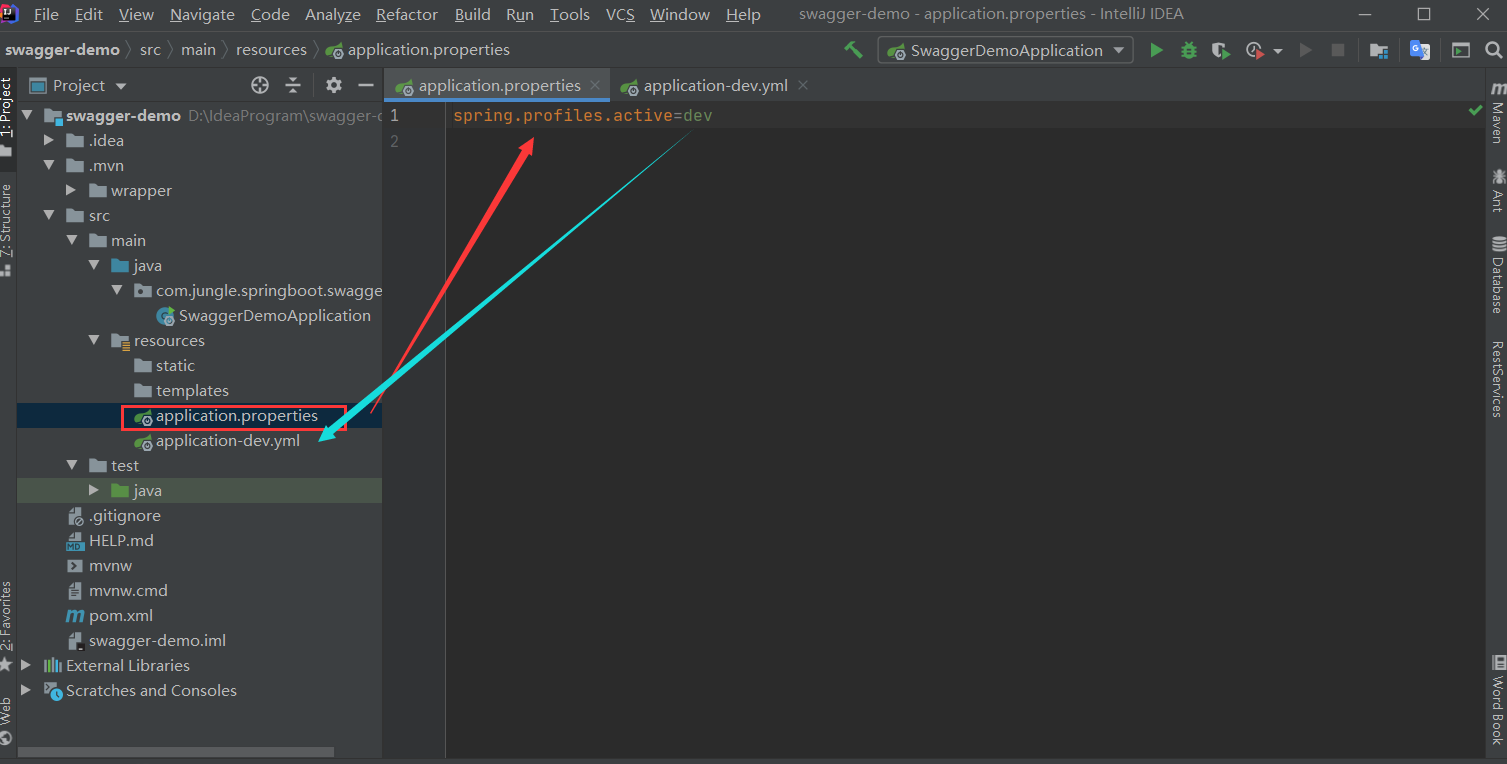 File Edit View Navigate Code Analyze Refactor Build Run Tools VCS Window Help swagger-demo - application.properties - IntelliJ IDEA
swagger-demo src main resources application.properties SwaggerDemoApplication
Project application.properties application-dev.yml
swagger-demo D:\IdeaProgram\swagger-d
.idea
.mvn
wrapper
src
main
java
com.jungle.springboot.swagge
SwaggerDemoApplication
resources
static
templates
application.properties
application-dev.yml
test
java
.gitignore
HELP.md
mvnw
mvnw.cmd
pom.xml
swagger-demo.iml
External Libraries
Scratches and Consoles
1 spring.profiles.active=dev
2
1: Project
7: Structure
2: Favorites
Web
Maven
Ant
Database
RestServices
Word Book